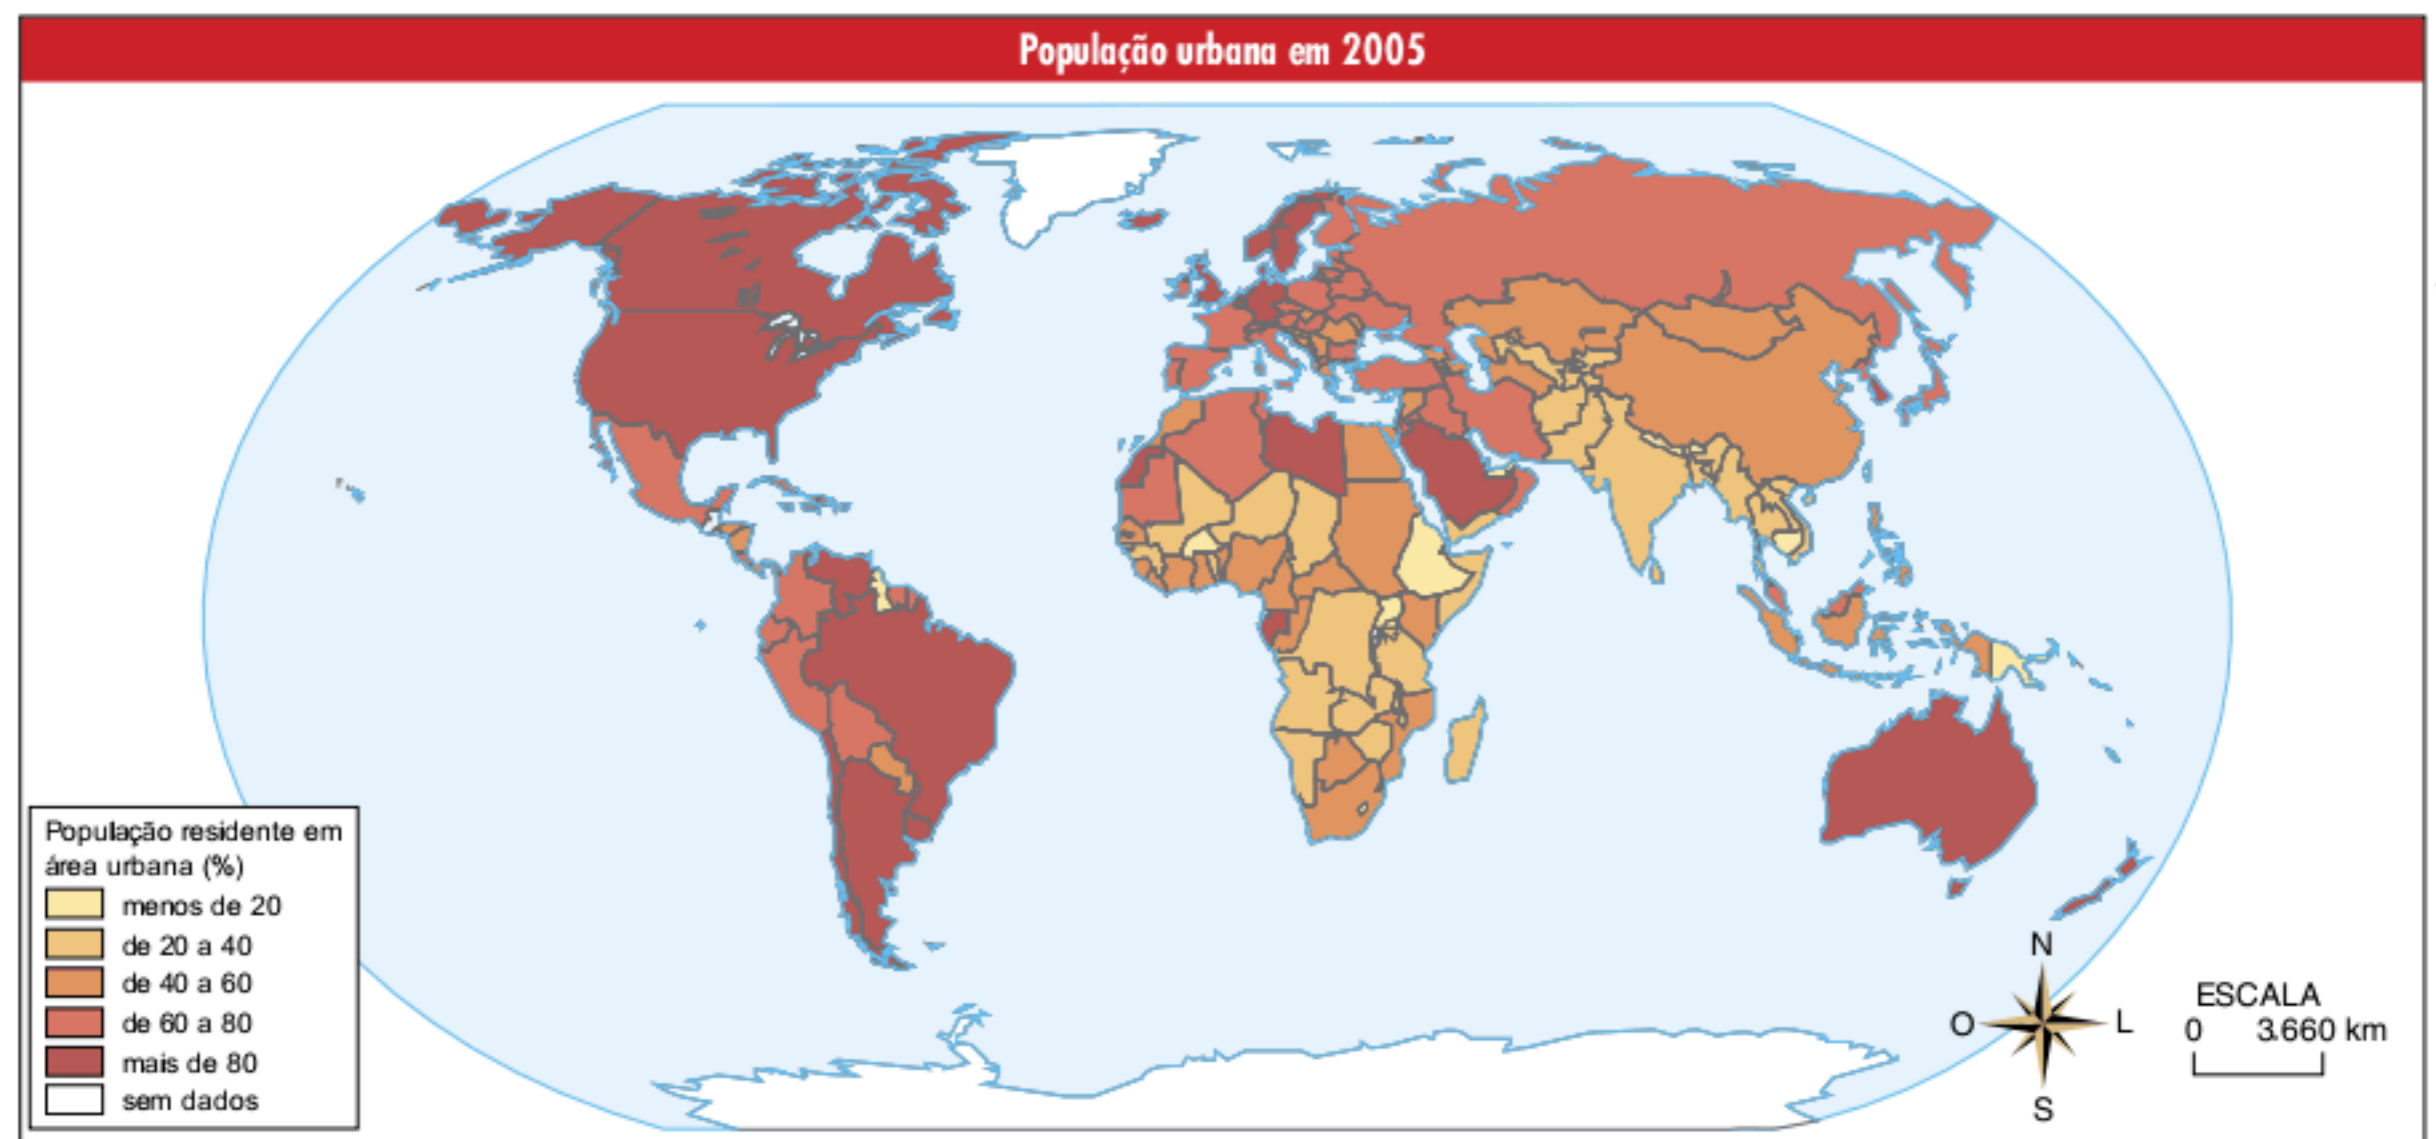 População urbana em 2005
População residente em
área urbana (%)
menos de 20
de 20 a 40
de 40 a 60
de 60 a 80
mais de 80
sem dados
N
O
L
S
ESCALA
0 3.660 km